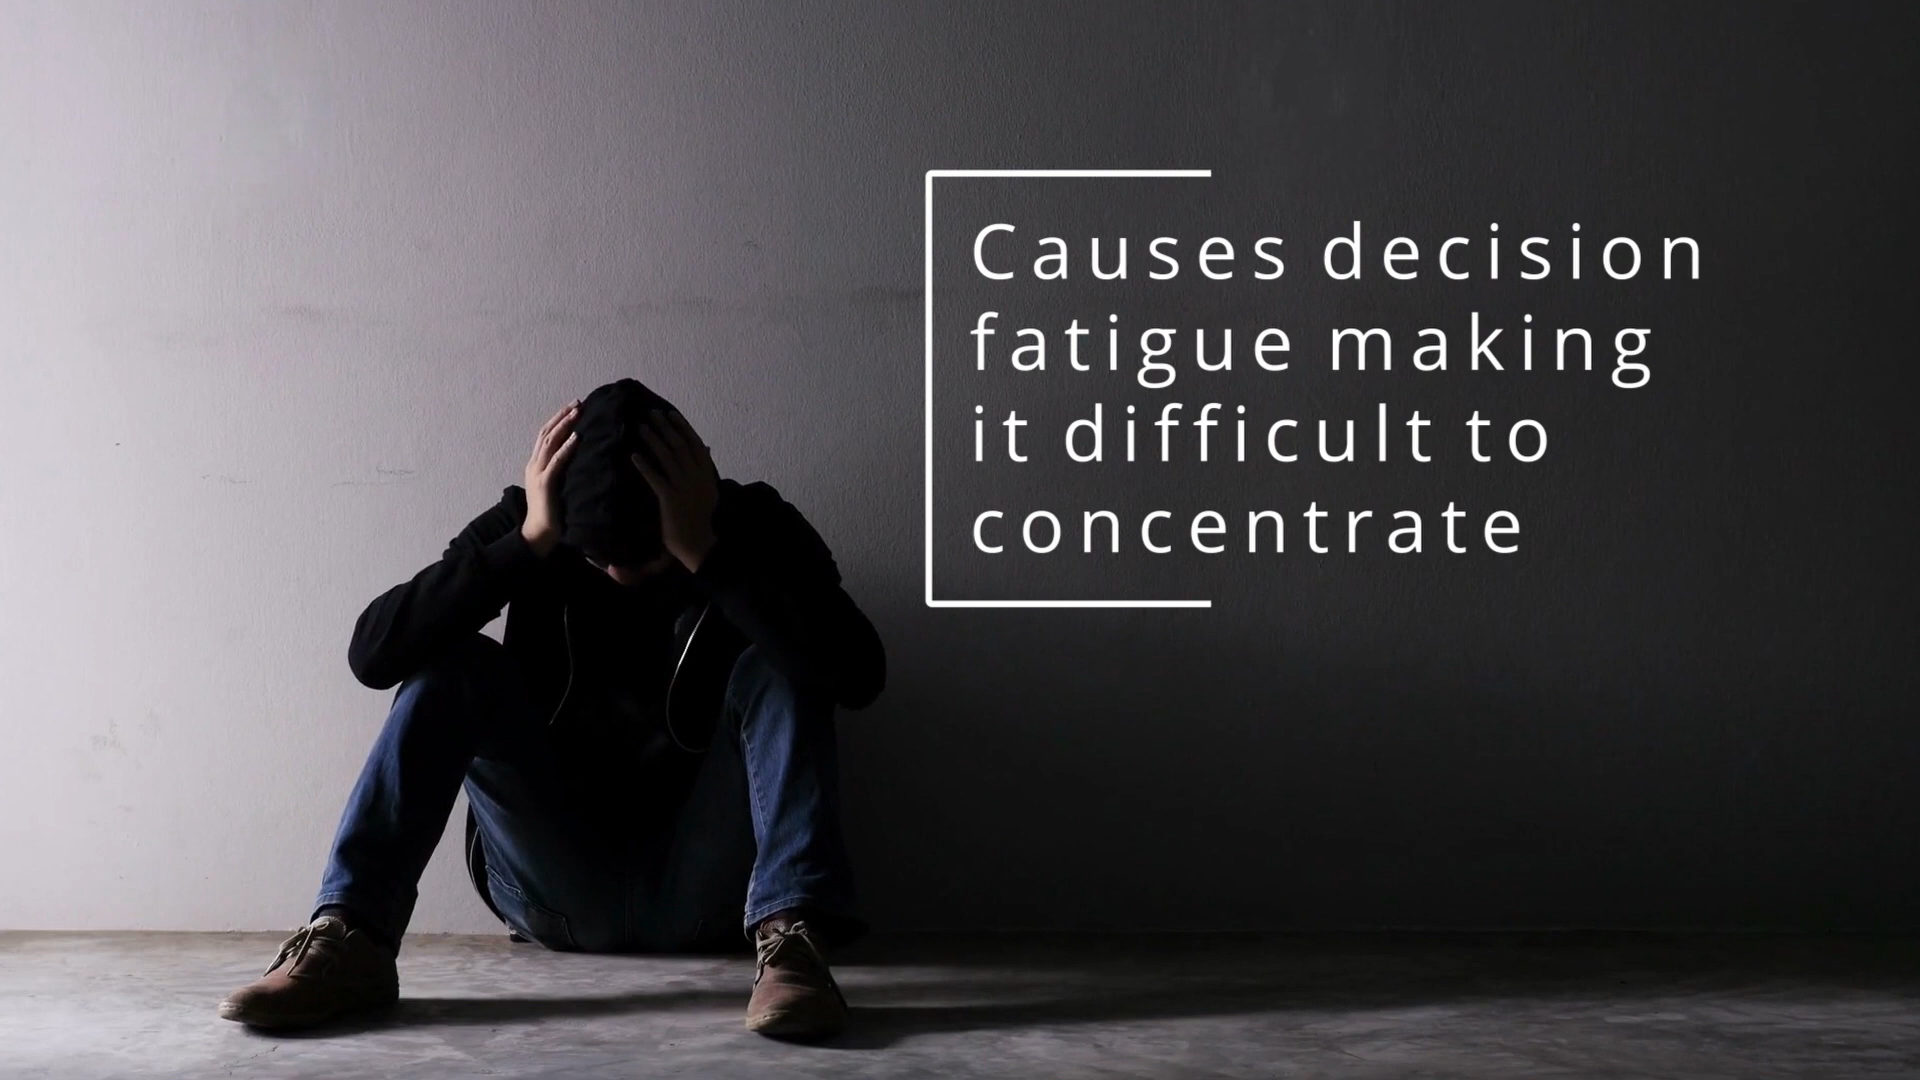 Causes decision
fatigue making
it difficult to
concentrate